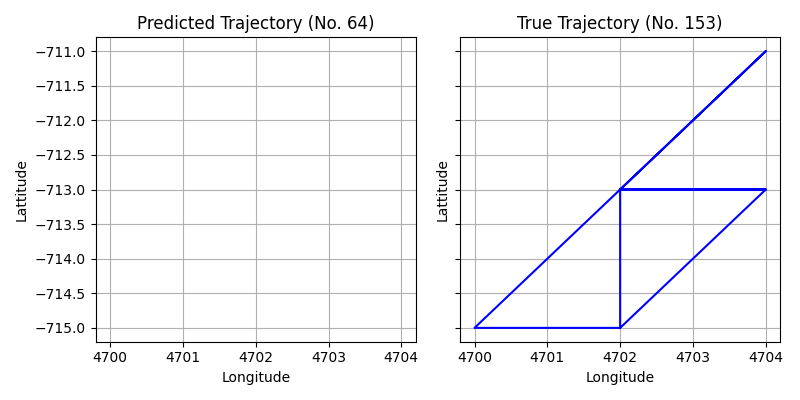 Predicted Trajectory (No. 64)
Lattitude
−711.0
−711.5
−712.0
−712.5
−713.0
−713.5
−714.0
−714.5
−715.0
4700 4701 4702 4703 4704
Longitude
True Trajectory (No. 153)
Lattitude
4700 4701 4702 4703 4704
Longitude